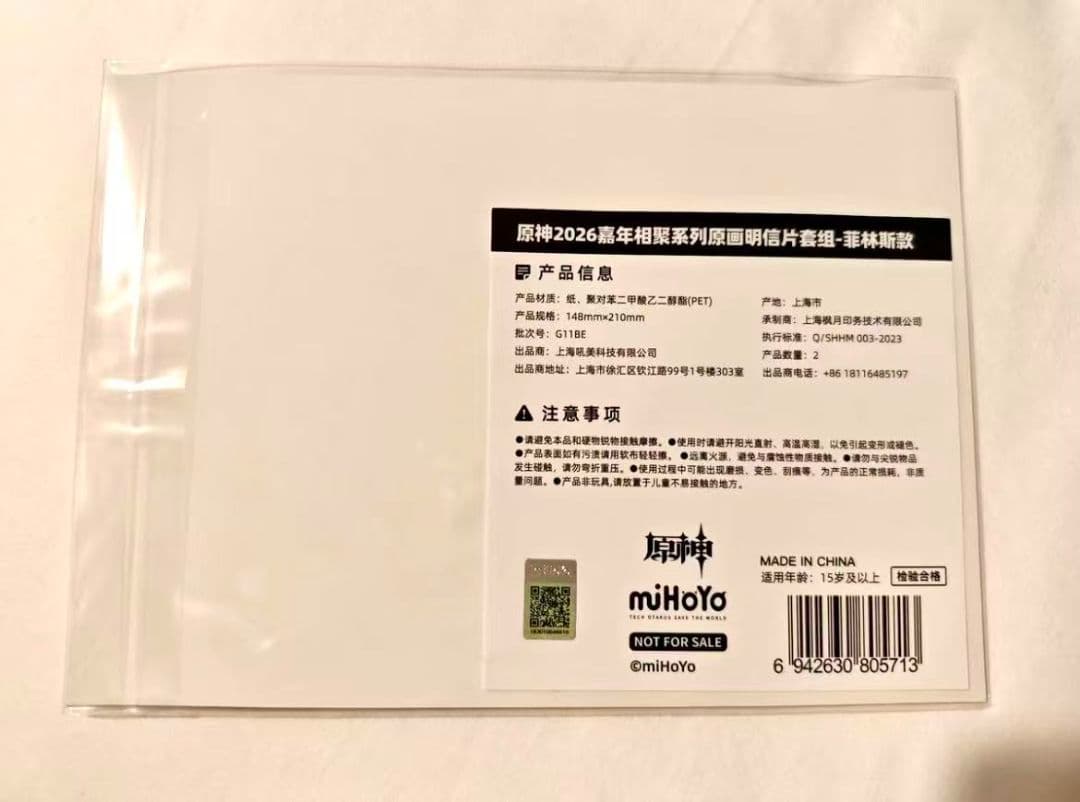 原神2026嘉年相聚系列原画明信片套组-菲林斯款
产品信息
产品材质：纸、聚对苯二甲酸乙二醇酯(PET)
产品规格：148mm×210mm
批次号：G11BE
出品商：上海吼美科技有限公司
出品商地址：上海市徐汇区钦江路99号1号楼303室
产地：上海市
承制商：上海枫月印务技术有限公司
执行标准：Q/SHHM 003-2023
产品数量：2
出品商电话：+86 18116485197
注意事项
●请避免本品和硬物锐物接触摩擦。●使用时请避开阳光直射、高温高湿，以免引起变形或褪色。
●产品表面如有污渍请用软布轻轻擦。●远离火源，避免与腐蚀性物质接触。●请勿与尖锐物品
发生碰触，请勿弯折重压。●使用过程中可能出现磨损、变色、刮痕等，为产品的正常损耗，非质
量问题。●产品非玩具,请放置于儿童不易接触的地方。
原神
miHoYo
TECH OTAKUS SAVE THE WORLD
NOT FOR SALE
©miHoYo
MADE IN CHINA
适用年龄：15岁及以上 检验合格
6 942630 805713